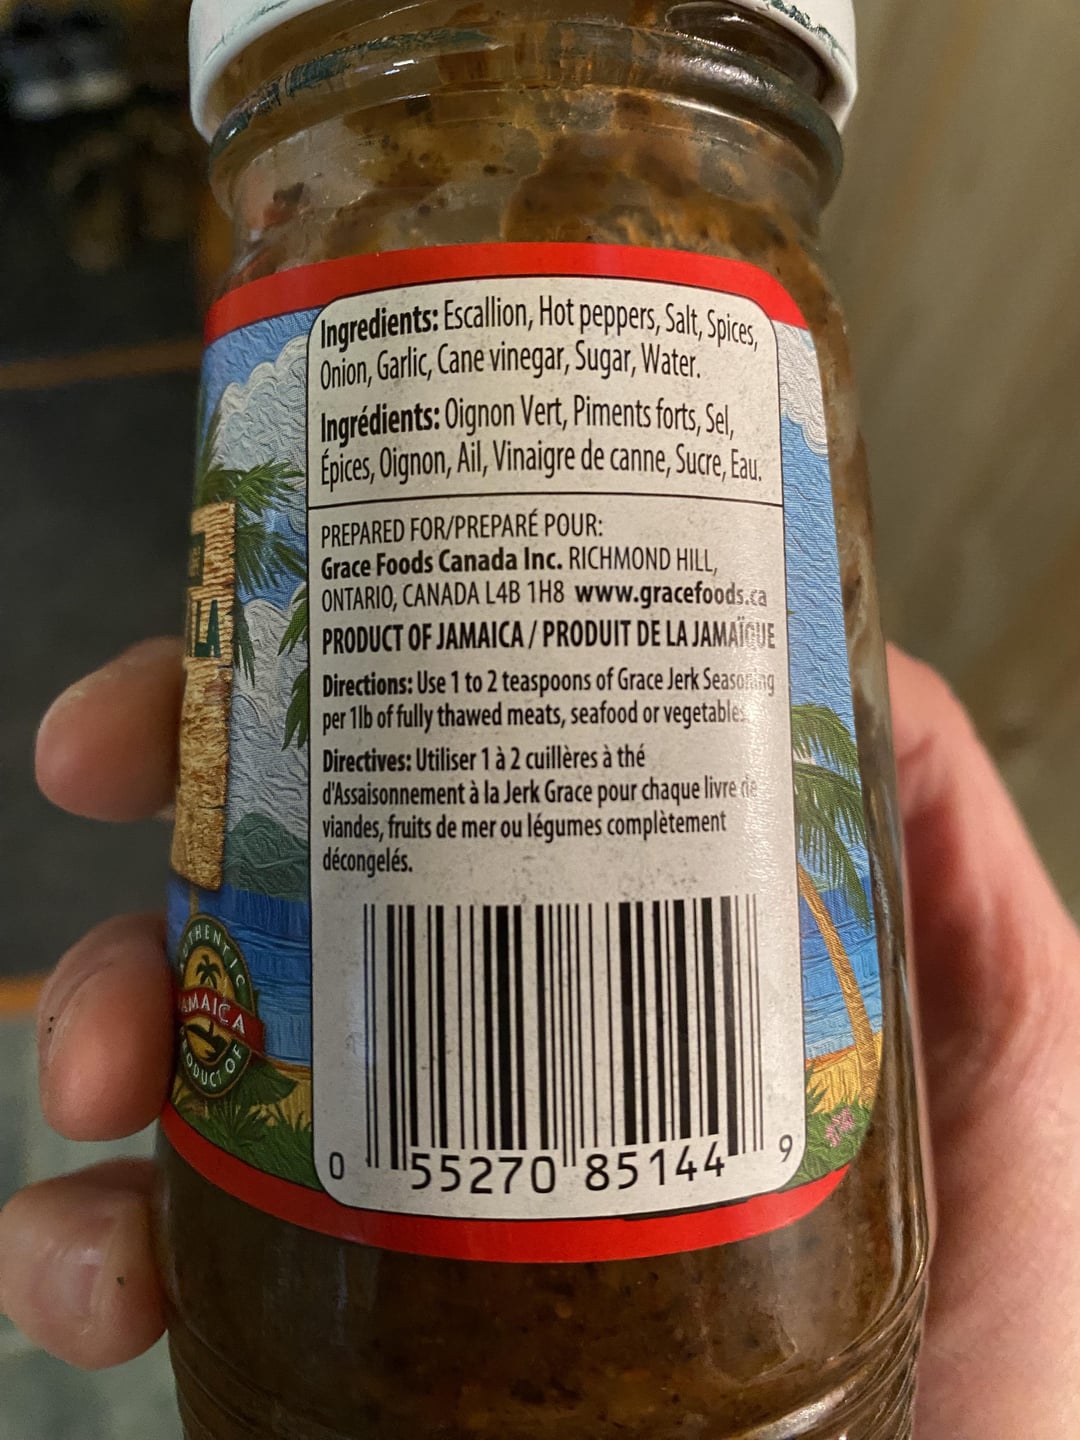 Ingredients: Escallion, Hot peppers, Salt, Spices,
Onion, Garlic, Cane vinegar, Sugar, Water.
Ingrédients: Oignon Vert, Piments forts, Sel,
Épices, Oignon, Ail, Vinaigre de canne, Sucre, Eau.
PREPARED FOR/PREPARÉ POUR:
Grace Foods Canada Inc. RICHMOND HILL,
ONTARIO, CANADA L4B 1H8 www.gracefoods.ca
PRODUCT OF JAMAICA / PRODUIT DE LA JAMAÏQUE
Directions: Use 1 to 2 teaspoons of Grace Jerk Seasoning
per 1lb of fully thawed meats, seafood or vegetables.
Directives: Utiliser 1 à 2 cuillères à thé
d'Assaisonnement à la Jerk Grace pour chaque livre de
viandes, fruits de mer ou légumes complètement
décongelés.
0 55270 85144 9
AUTHENTIC
JAMAICA
PRODUCT OF